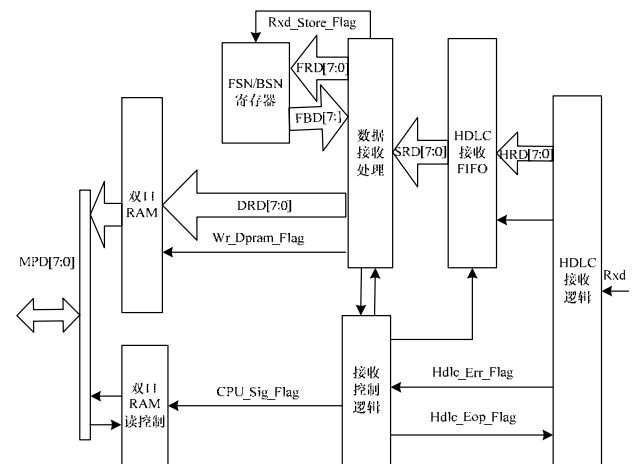 Rxd_Store_Flag
FSN/BSN
寄存器
FRD[7:0]
FBD[7:]
数据
接收
处理
SRD[7:0]
HDLC
接收
FIFO
HRD[7:0]
HDLC
接收
逻辑
Rxd
双口
RAM
DRD[7:0]
Wr_Dpram_Flag
MPD[7:0]
双口
RAM
读控制
CPU_Sig_Flag
接收
控制
逻辑
Hdlc_Err_Flag
Hdlc_Eop_Flag